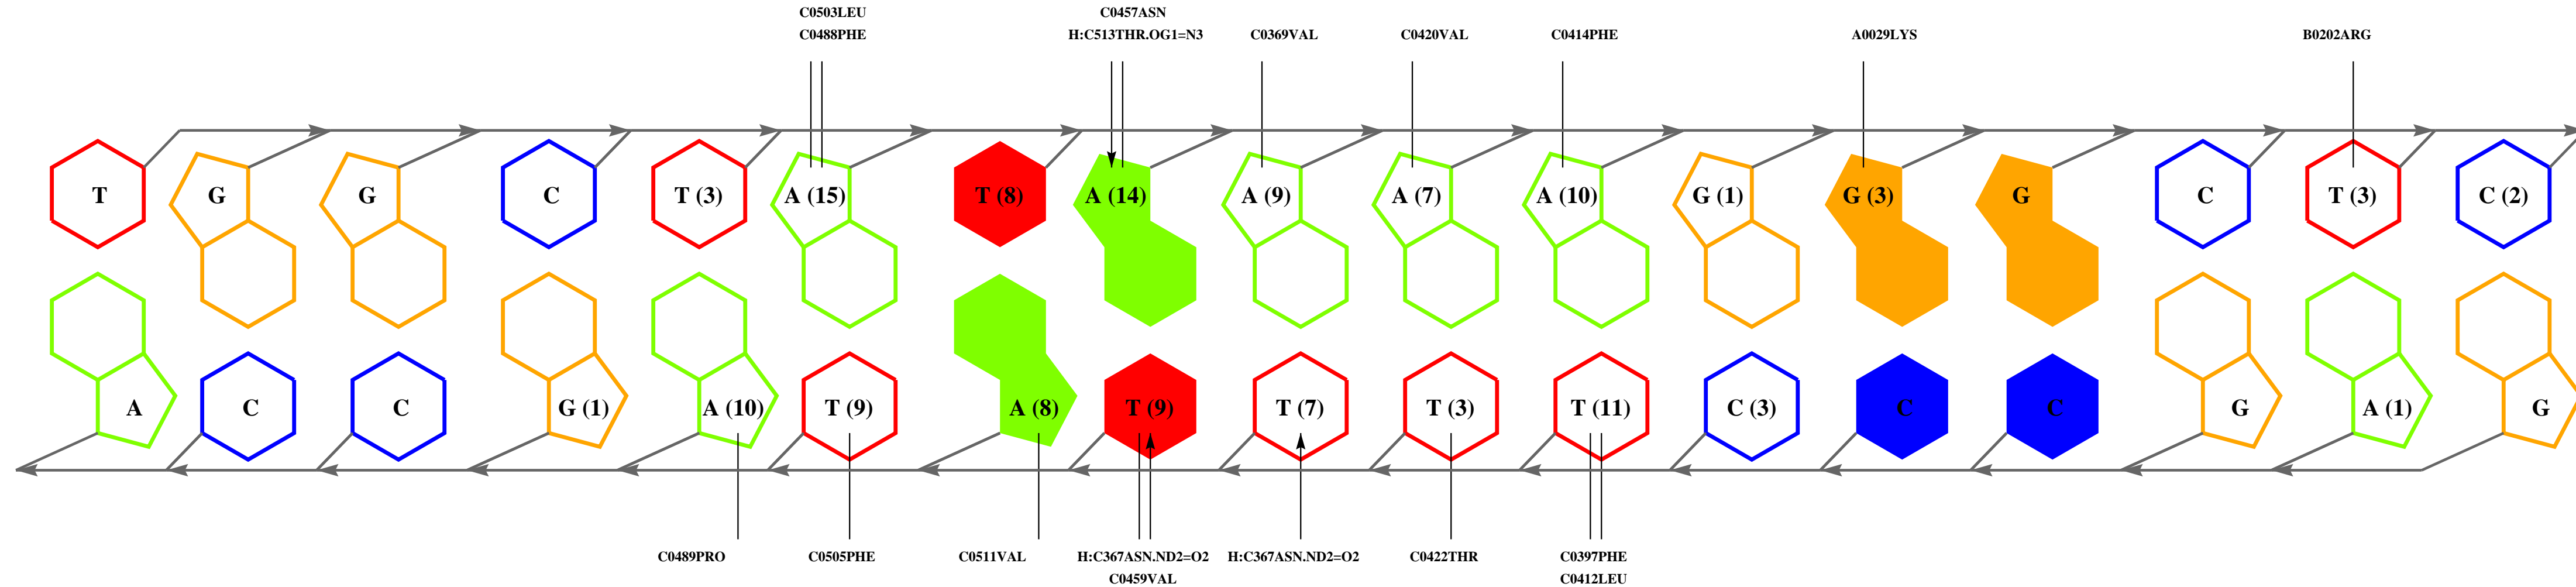 C0503LEU C0457ASN
C0488PHE H:C513THR.OG1=N3 C0369VAL C0420VAL C0414PHE A0029LYS B0202ARG
T G G C T (3) A (15) T (8) A (14) A (9) A (7) A (10) G (1) G (3) G C T (3) C (2)
A C C G (1) A (10) T (9) A (8) T (9) T (7) T (3) T (11) C (3) C C G A (1) G
C0489PRO C0505PHE C0511VAL H:C367ASN.ND2=O2 H:C367ASN.ND2=O2 C0422THR C0397PHE
C0459VAL C0412LEU